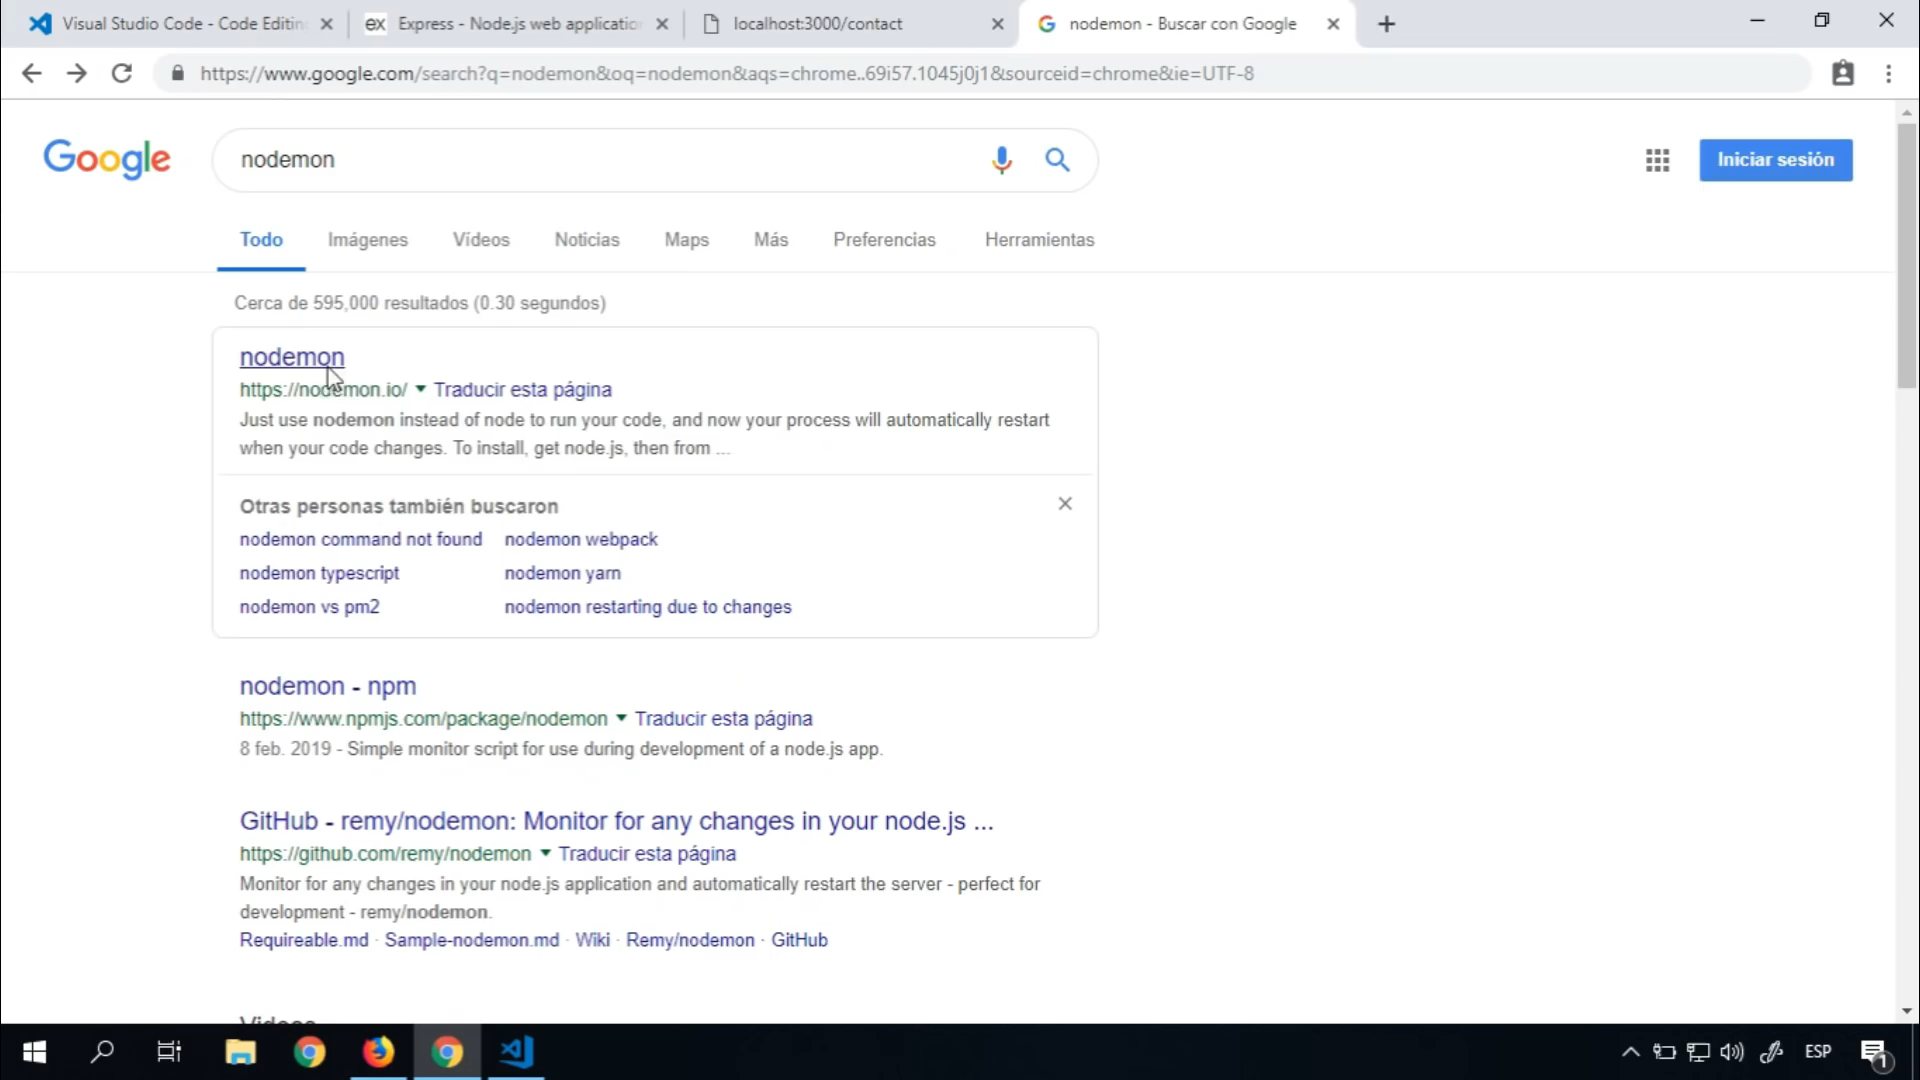 Visual Studio Code - Code Editin
Express - Node.js web application
localhost:3000/contact
nodemon - Buscar con Google
https://www.google.com/search?q=nodemon&oq=nodemon&aqs=chrome..69i57.1045j0j1&sourceid=chrome&ie=UTF-8
Google
nodemon
Iniciar sesión
Todo Imágenes Vídeos Noticias Maps Más Preferencias Herramientas
Cerca de 595,000 resultados (0.30 segundos)
nodemon
https://nodemon.io/ Traducir esta página
Just use nodemon instead of node to run your code, and now your process will automatically restart
when your code changes. To install, get node.js, then from ...
Otras personas también buscaron
nodemon command not found nodemon webpack
nodemon typescript nodemon yarn
nodemon vs pm2 nodemon restarting due to changes
nodemon - npm
https://www.npmjs.com/package/nodemon Traducir esta página
8 feb. 2019 - Simple monitor script for use during development of a node.js app.
GitHub - remy/nodemon: Monitor for any changes in your node.js ...
https://github.com/remy/nodemon Traducir esta página
Monitor for any changes in your node.js application and automatically restart the server - perfect for
development - remy/nodemon.
Requireable.md · Sample-nodemon.md · Wiki · Remy/nodemon · GitHub
ESP
1